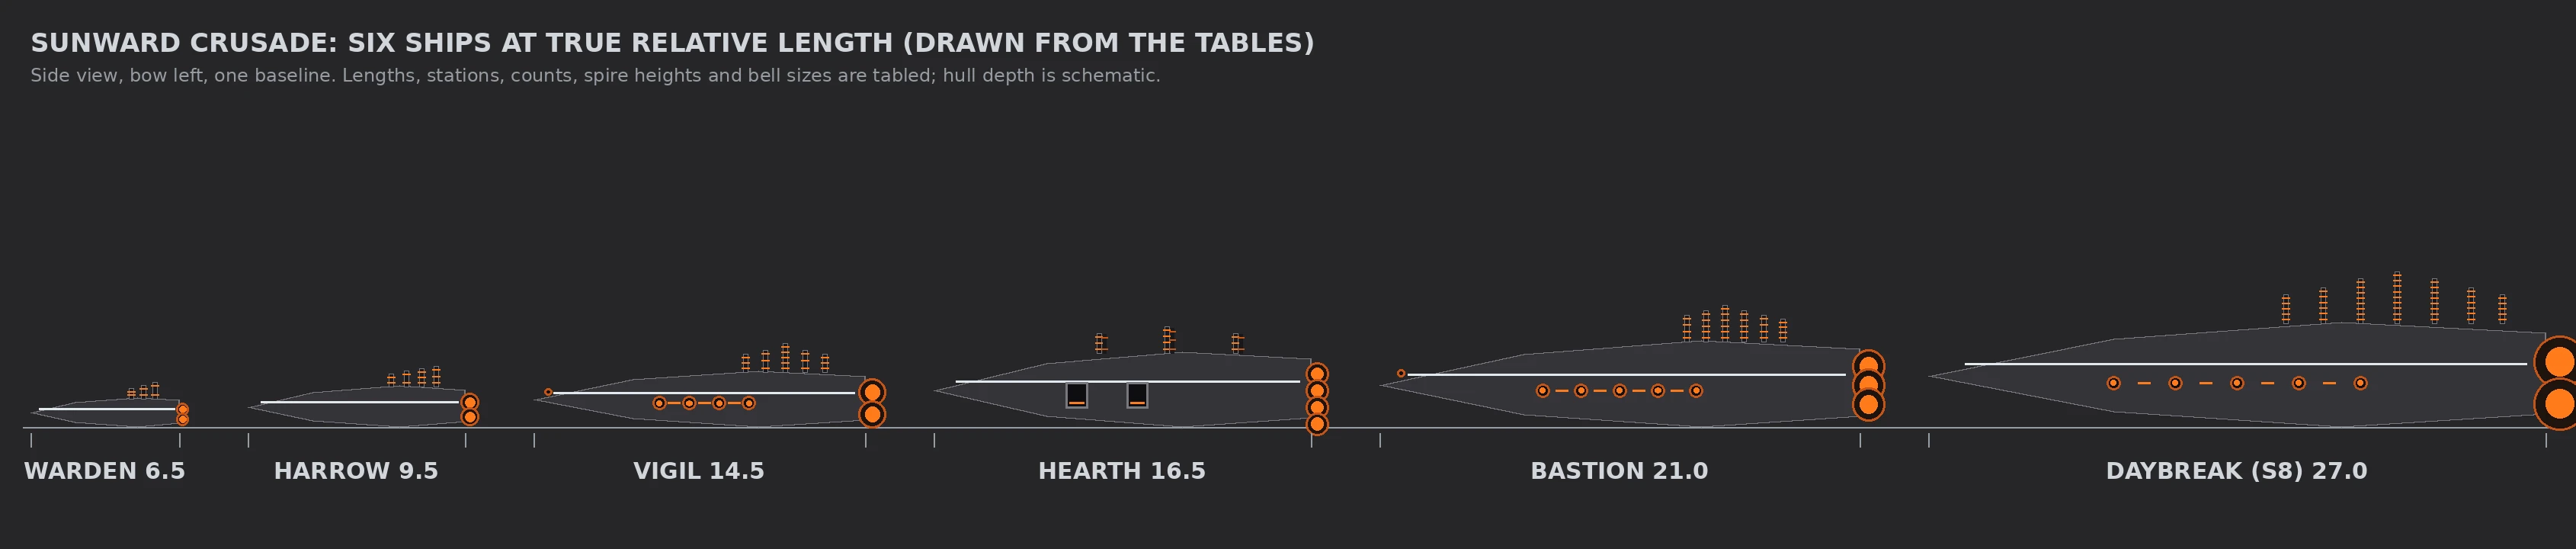 SUNWARD CRUSADE: SIX SHIPS AT TRUE RELATIVE LENGTH (DRAWN FROM THE TABLES)
Side view, bow left, one baseline. Lengths, stations, counts, spire heights and bell sizes are tabled; hull depth is schematic.
WARDEN 6.5
HARROW 9.5
VIGIL 14.5
HEARTH 16.5
BASTION 21.0
DAYBREAK (S8) 27.0